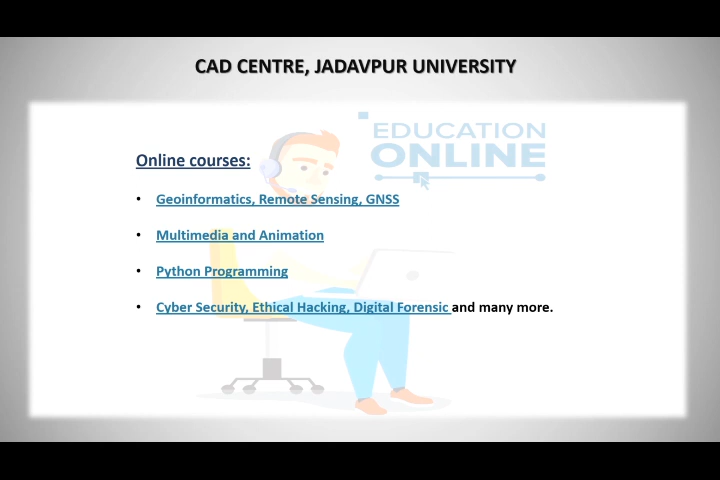 CAD CENTRE, JADAVPUR UNIVERSITY
EDUCATION
ONLINE
Online courses:
• Geoinformatics, Remote Sensing, GNSS
• Multimedia and Animation
• Python Programming
• Cyber Security, Ethical Hacking, Digital Forensic and many more.